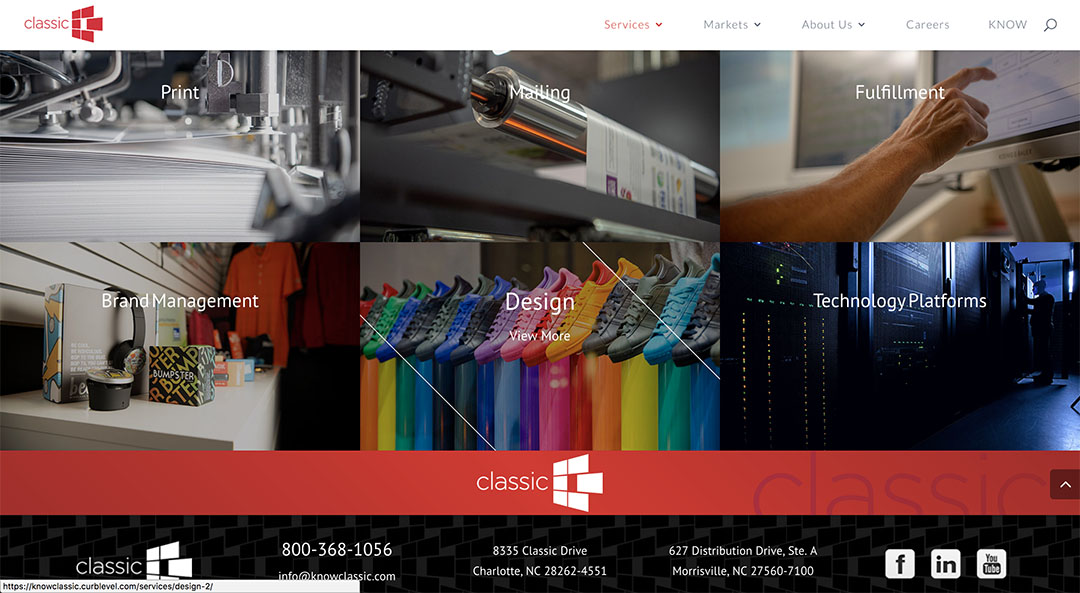 classic
Services Markets About Us Careers KNOW
Print Mailing Fulfillment
Brand Management Design Technology Platforms
View More
BUMPSTER
classic
classic
classic
800-368-1056
info@knowclassic.com
8335 Classic Drive
Charlotte, NC 28262-4551
627 Distribution Drive, Ste. A
Morrisville, NC 27560-7100
f in You Tube
https://knowclassic.curblevel.com/services/design-2/